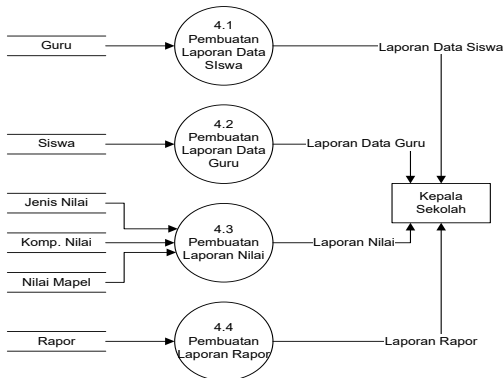 Guru
4.1
Pembuatan
Laporan Data
SIswa
Laporan Data Siswa
Siswa
4.2
Pembuatan
Laporan Data
Guru
Laporan Data Guru
Kepala
Sekolah
Jenis Nilai
Komp. Nilai
Nilai Mapel
4.3
Pembuatan
Laporan Nilai
Laporan Nilai
Rapor
4.4
Pembuatan
Laporan Rapor
Laporan Rapor